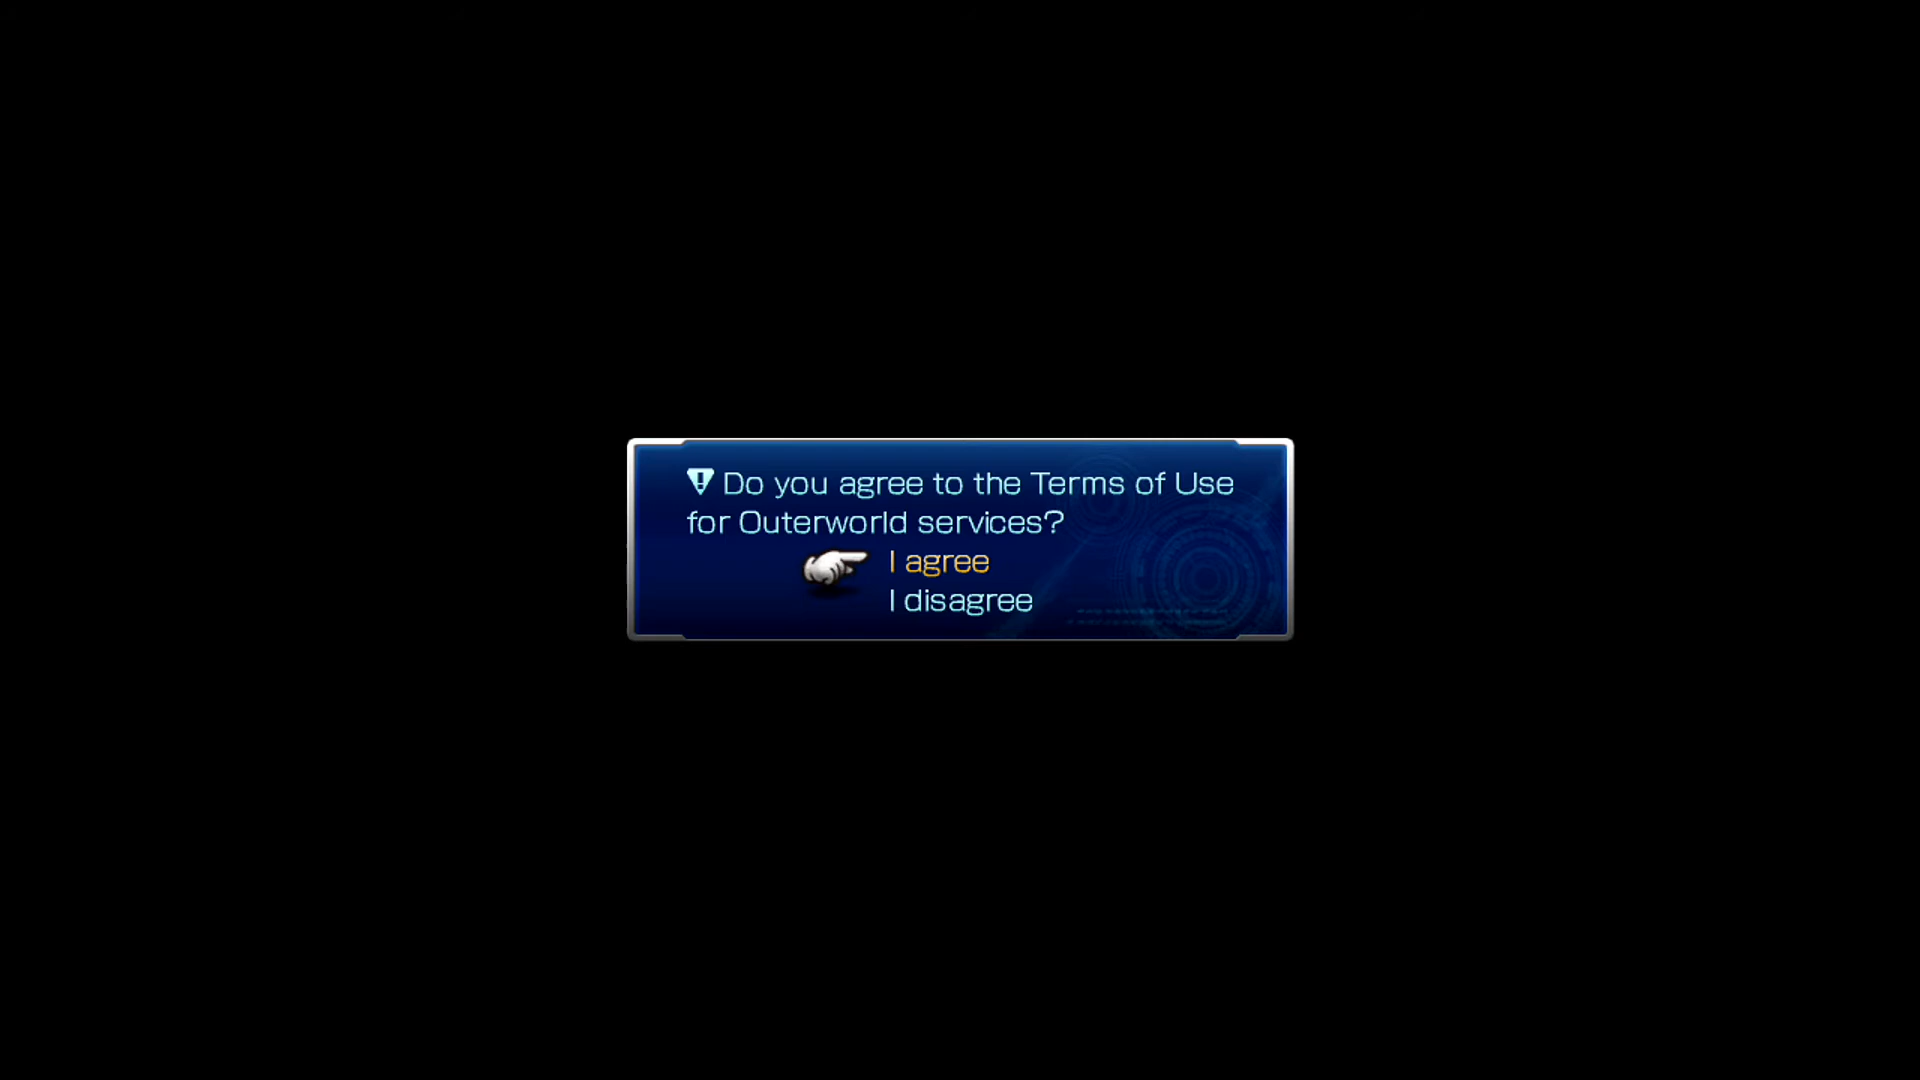 Do you agree to the Terms of Use
for Outerworld services?
I agree
I disagree